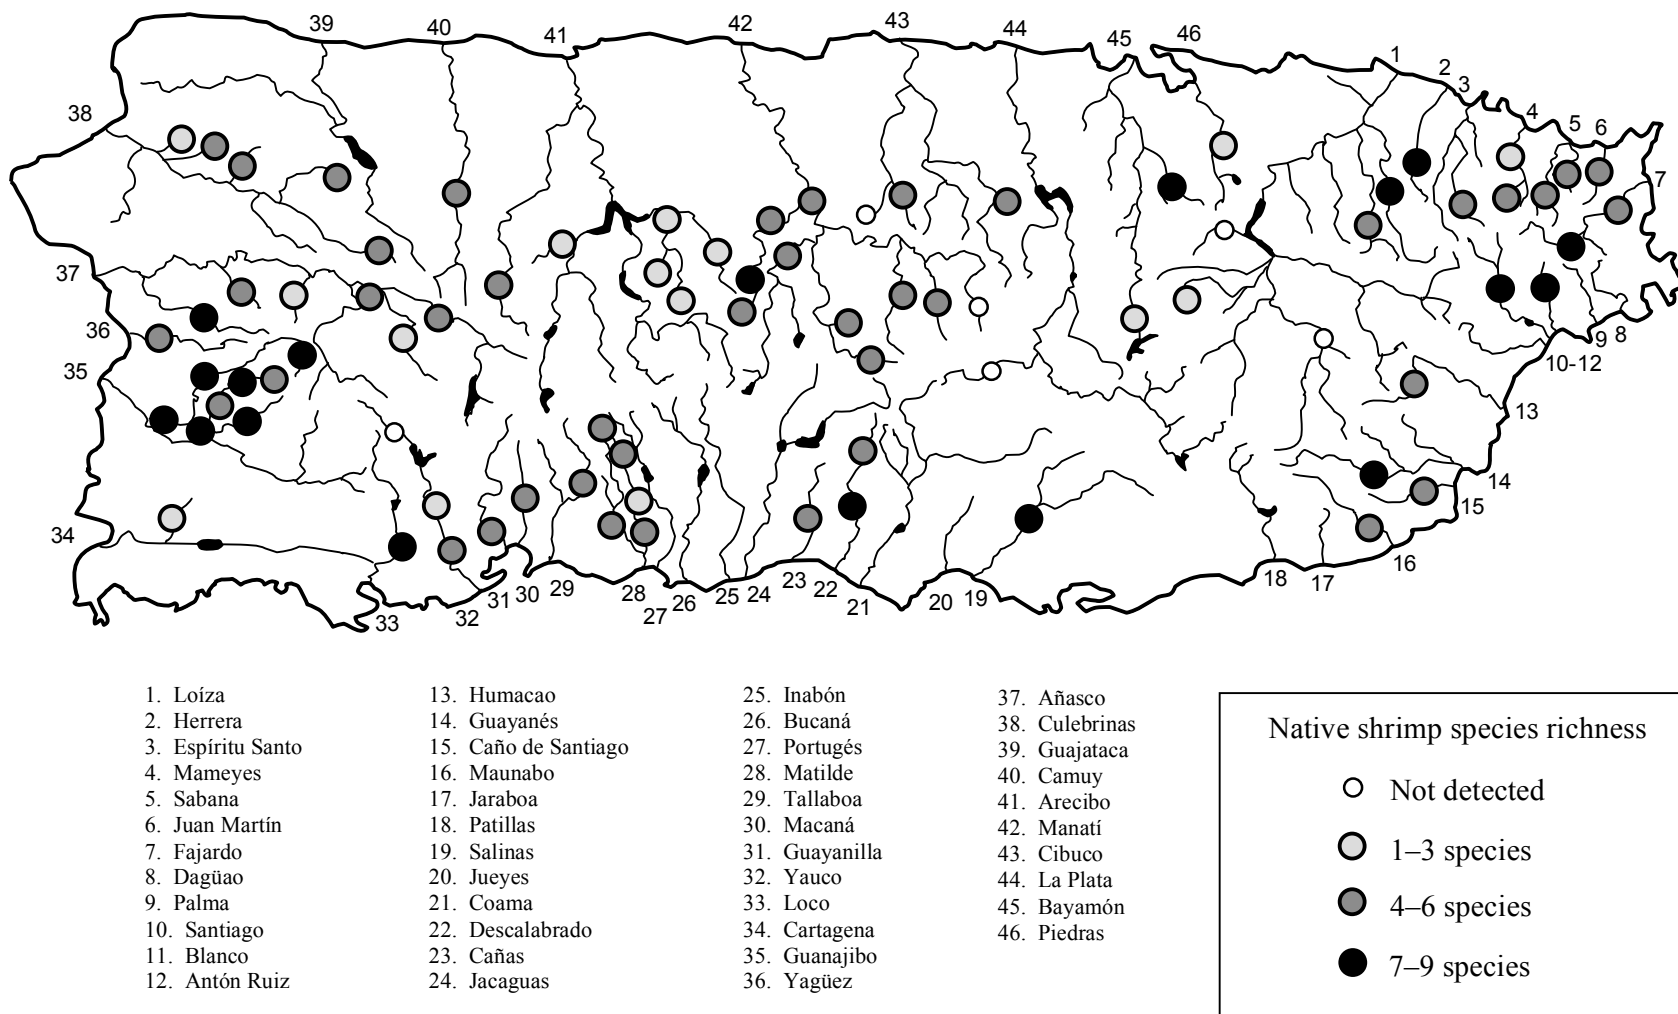 39
40
41
42
43
44
45
46
1
2
3
4
5
6
7
38
37
36
35
34
33
32
31
30
29
28
27
26
25
24
23
22
21
20
19
18
17
16
15
14
13
10-12
9
8
1. Loíza
2. Herrera
3. Espíritu Santo
4. Mameyes
5. Sabana
6. Juan Martín
7. Fajardo
8. Dagüao
9. Palma
10. Santiago
11. Blanco
12. Antón Ruiz
13. Humacao
14. Guayanés
15. Caño de Santiago
16. Maunabo
17. Jaraboa
18. Patillas
19. Salinas
20. Jueyes
21. Coama
22. Descalabrado
23. Cañas
24. Jacaguas
25. Inabón
26. Bucaná
27. Portugés
28. Matilde
29. Tallaboa
30. Macaná
31. Guayanilla
32. Yauco
33. Loco
34. Cartagena
35. Guanajibo
36. Yagüez
37. Añasco
38. Culebrinas
39. Guajataca
40. Camuy
41. Arecibo
42. Manatí
43. Cibuco
44. La Plata
45. Bayamón
46. Piedras
Native shrimp species richness
Not detected
1–3 species
4–6 species
7–9 species